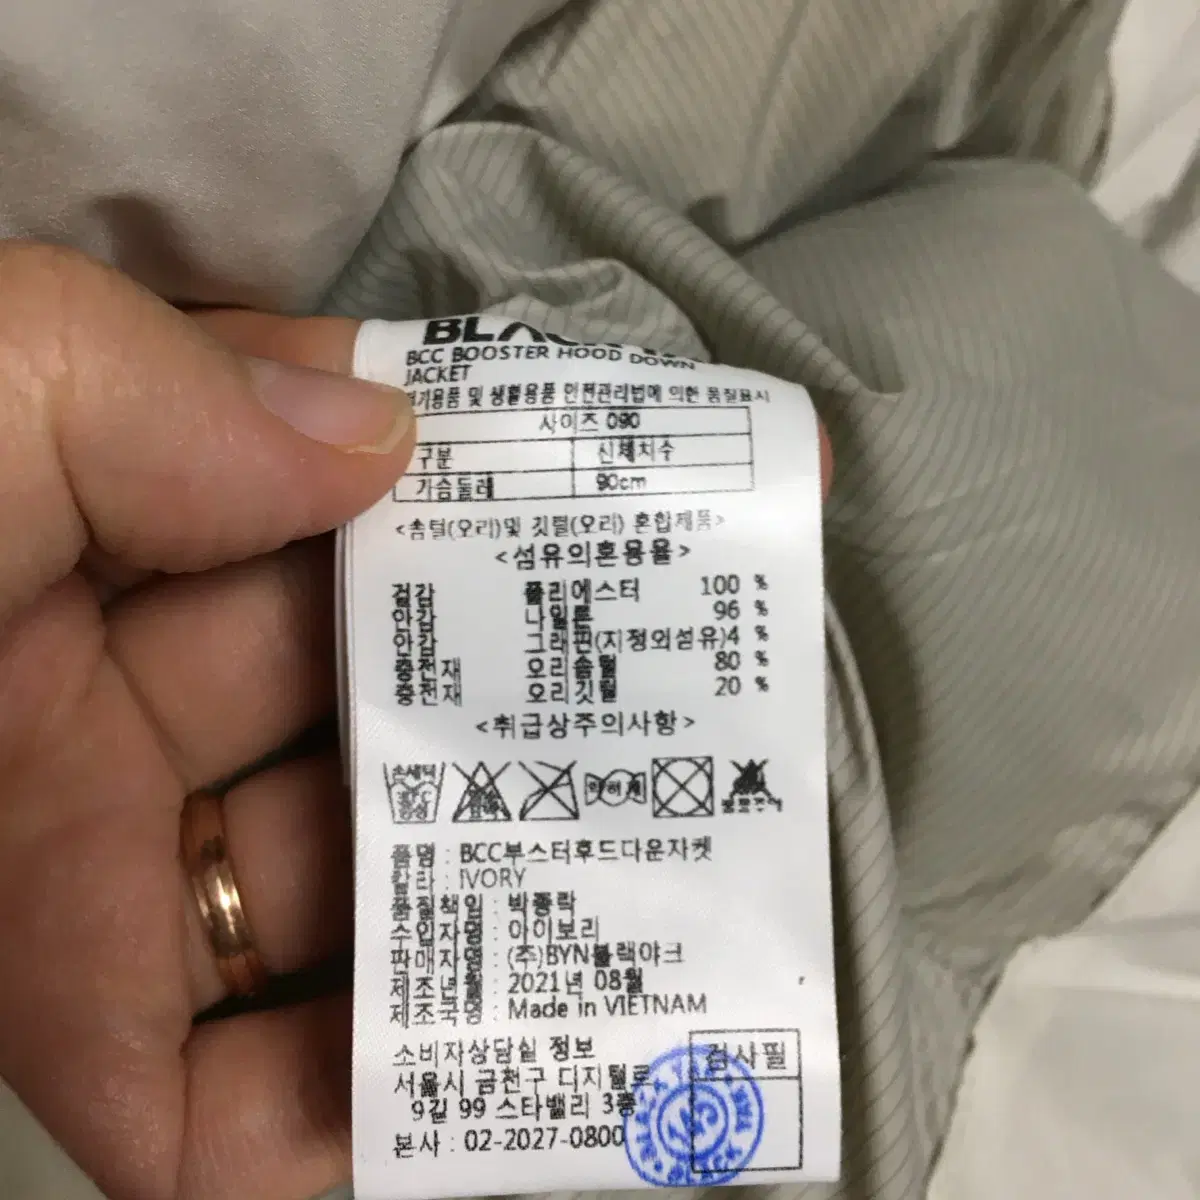 BCC BOOSTER HOOD DOWN
JACKET
전기용품 및 생활용품 안전관리법에 의한 품질표시
사이즈 090
구분 신체치수
가슴둘레 90cm
<솜털(오리)및 깃털(오리) 혼합제품>
<섬유의혼용율>
겉감 폴리에스터 100 %
안감 나일론 96 %
안감 그래핀(지정외섬유)4 %
충전재 오리솜털 80 %
충전재 오리깃털 20 %
<취급상주의사항>
손세탁
중성
약하게
품명 : BCC부스터후드다운자켓
칼라 : IVORY
품질책임 : 박종락
수입자명 : 아이보리
판매자명 : (주)BYN블랙야크
제조년월 : 2021년 08월
제조국명 : Made in VIETNAM
소비자상담실 정보
서울시 금천구 디지털로
9길 99 스타밸리 3층
본사 : 02-2027-0800
검사필